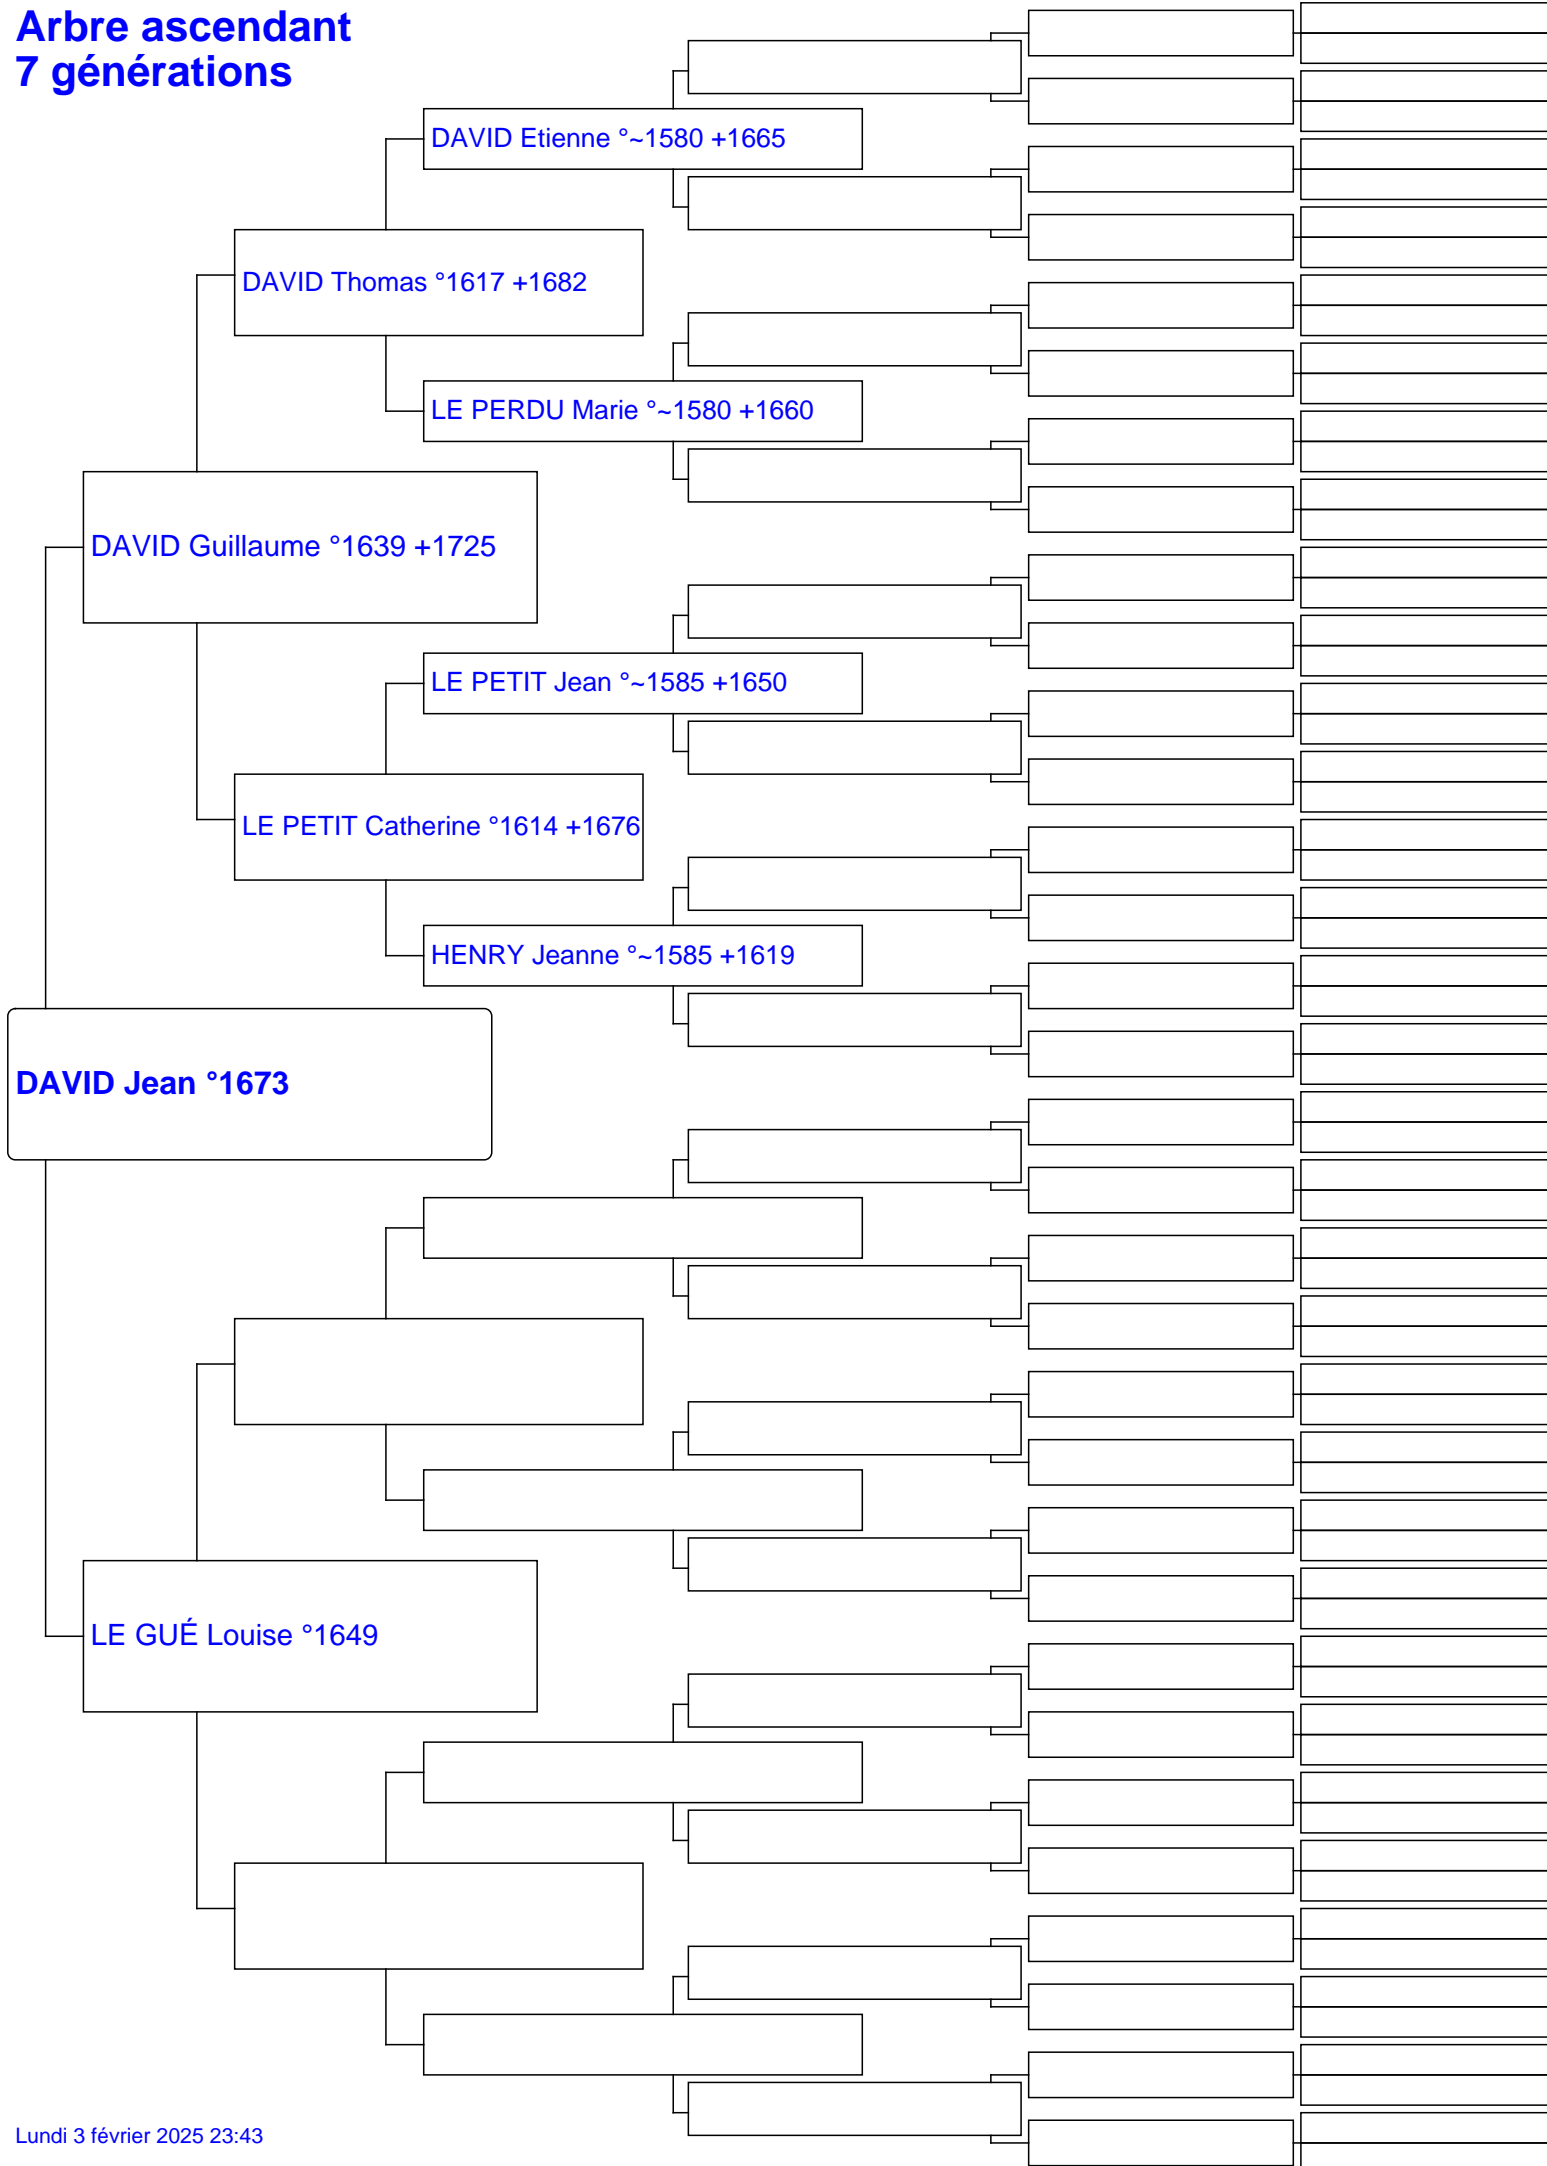 Arbre ascendant
7 générations
DAVID Etienne °~1580 +1665
DAVID Thomas °1617 +1682
LE PERDU Marie °~1580 +1660
DAVID Guillaume °1639 +1725
LE PETIT Jean °~1585 +1650
LE PETIT Catherine °1614 +1676
HENRY Jeanne °~1585 +1619
DAVID Jean °1673
LE GUÉ Louise °1649
Lundi 3 février 2025 23:43